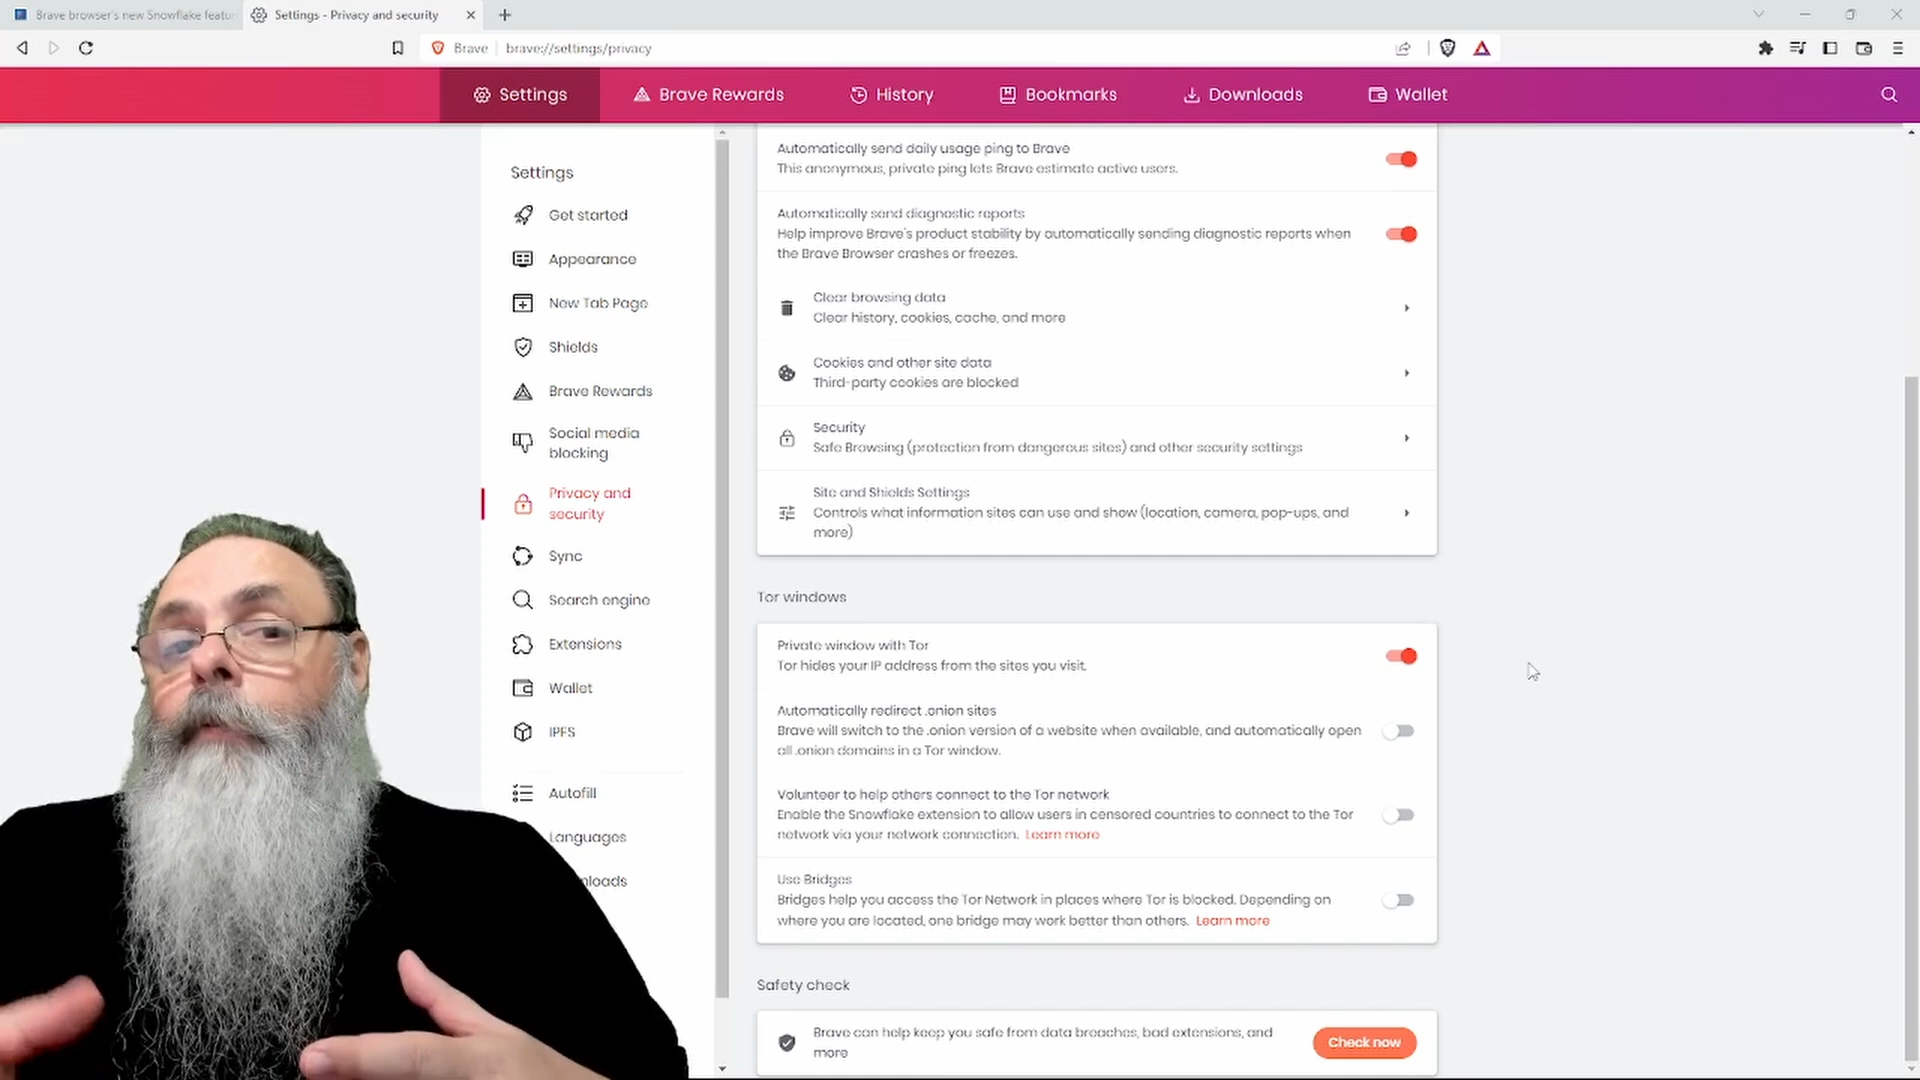 Brave browser's new Snowflake featu
Settings - Privacy and security
Brave
brave://settings/privacy
Settings
Brave Rewards
History
Bookmarks
Downloads
Wallet
Settings
Get started
Appearance
New Tab Page
Shields
Brave Rewards
Social media
blocking
Privacy and
security
Sync
Search engine
Extensions
Wallet
IPFS
Autofill
Languages
nloads
Automatically send daily usage ping to Brave
This anonymous, private ping lets Brave estimate active users.
Automatically send diagnostic reports
Help improve Brave's product stability by automatically sending diagnostic reports when
the Brave Browser crashes or freezes.
Clear browsing data
Clear history, cookies, cache, and more
Cookies and other site data
Third-party cookies are blocked
Security
Safe Browsing (protection from dangerous sites) and other security settings
Site and Shields Settings
Controls what information sites can use and show (location, camera, pop-ups, and
more)
Tor windows
Private window with Tor
Tor hides your IP address from the sites you visit.
Automatically redirect .onion sites
Brave will switch to the .onion version of a website when available, and automatically open
all .onion domains in a Tor window.
Volunteer to help others connect to the Tor network
Enable the Snowflake extension to allow users in censored countries to connect to the Tor
network via your network connection. Learn more
Use Bridges
Bridges help you access the Tor Network in places where Tor is blocked. Depending on
where you are located, one bridge may work better than others. Learn more
Safety check
Brave can help keep you safe from data breaches, bad extensions, and
more
Check now